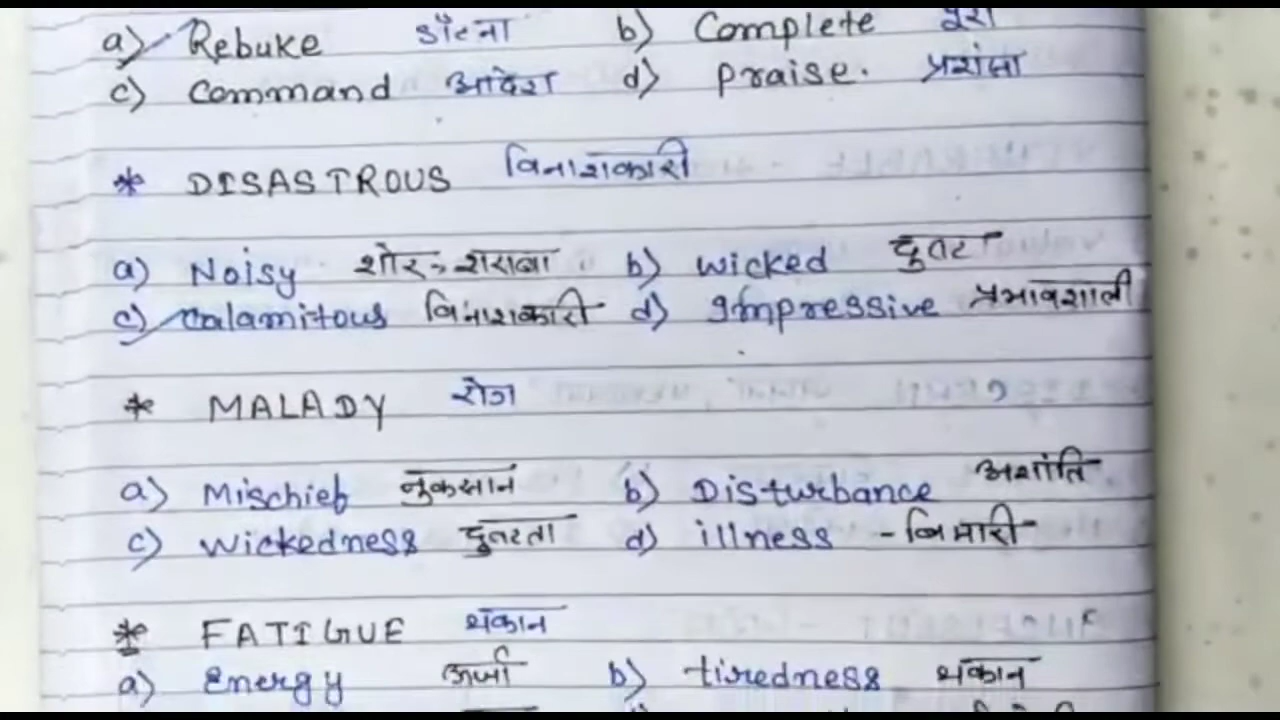 a) Rebuke डाँटना b) Complete पूरा
c) Command आदेश d) praise. प्रशंसा
* DISASTROUS विनाशकारी
a) Noisy शोर-शराबा b) wicked दुष्ट
c) calamitous विनाशकारी d) Impressive प्रभावशाली
* MALADY रोग
a) Mischief नुकसान b) Disturbance अशांति
c) wickedness दुष्टता d) illness - बिमारी
* FATIGUE थकान
a) Energy ऊर्जा b) tiredness थकान